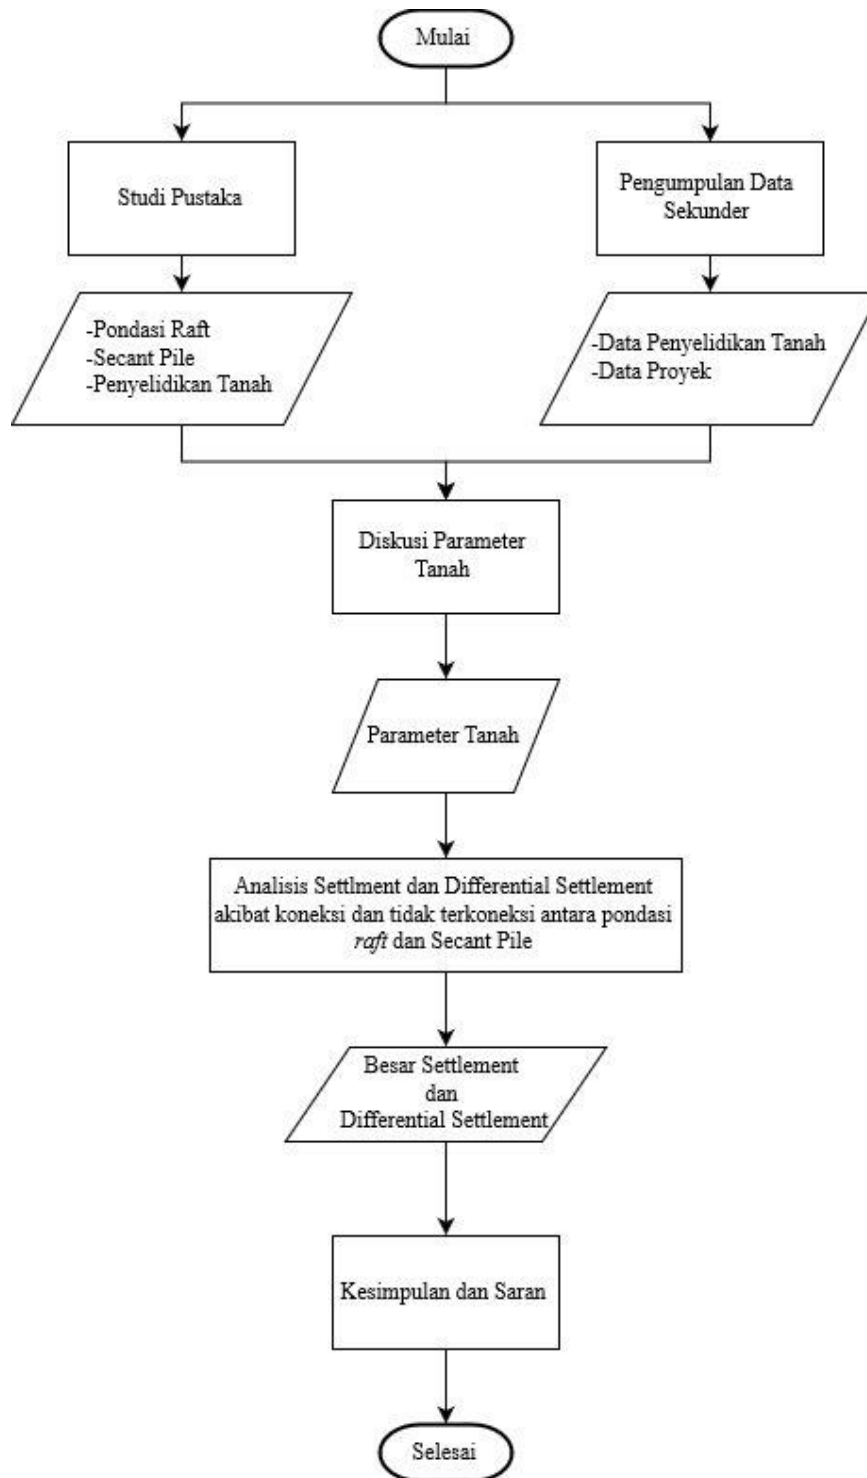 Mulai
Studi Pustaka
Pengumpulan Data
Sekunder
-Pondasi Raft
-Secant Pile
-Penyelidikan Tanah
-Data Penyelidikan Tanah
-Data Proyek
Diskusi Parameter
Tanah
Parameter Tanah
Analisis Settlment dan Differential Settlement
akibat koneksi dan tidak terkoneksi antara pondasi
raft dan Secant Pile
Besar Settlement
dan
Differential Settlement
Kesimpulan dan Saran
Selesai